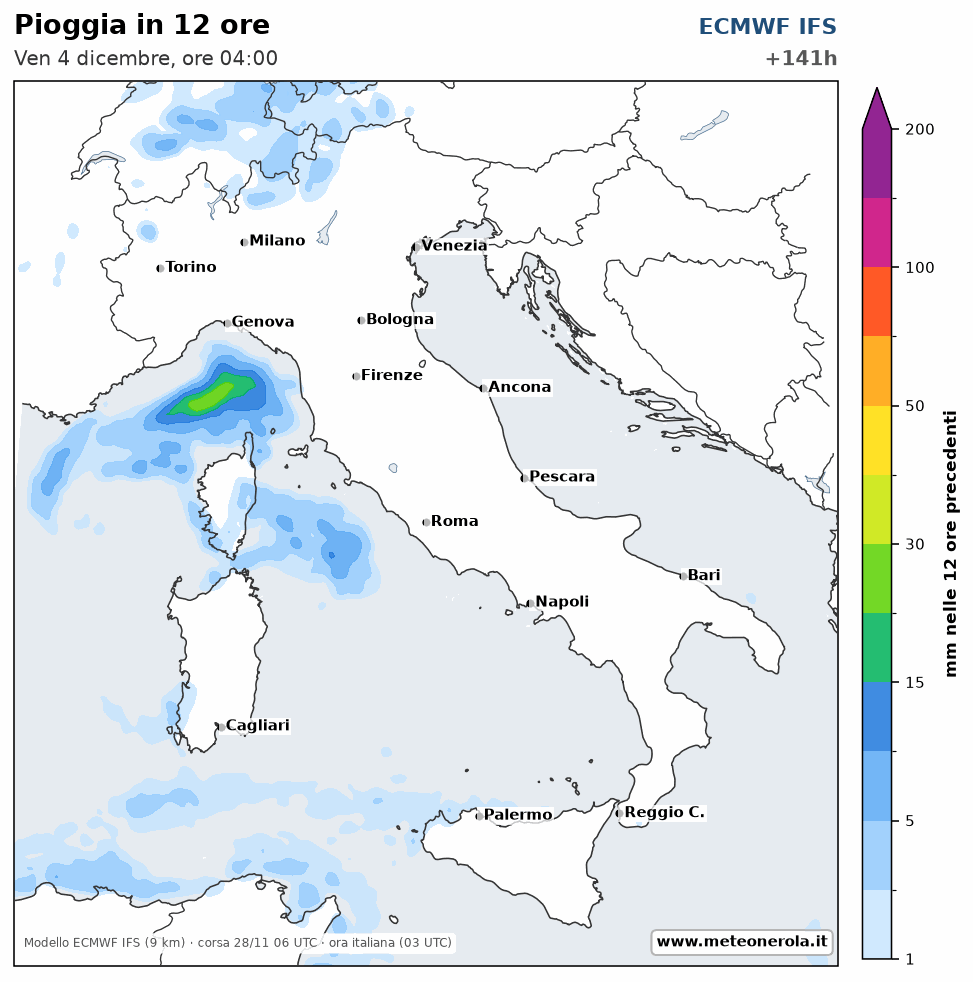 Pioggia in 12 ore
ECMWF IFS
Ven 4 dicembre, ore 04:00
+141h
Milano
Venezia
Torino
Genova
Bologna
Firenze
Ancona
Pescara
Roma
Bari
Napoli
Cagliari
Palermo
Reggio C.
Modello ECMWF IFS (9 km) · corsa 28/11 06 UTC · ora italiana (03 UTC)
www.meteonerola.it
200
100
50
30
15
5
1
mm nelle 12 ore precedenti